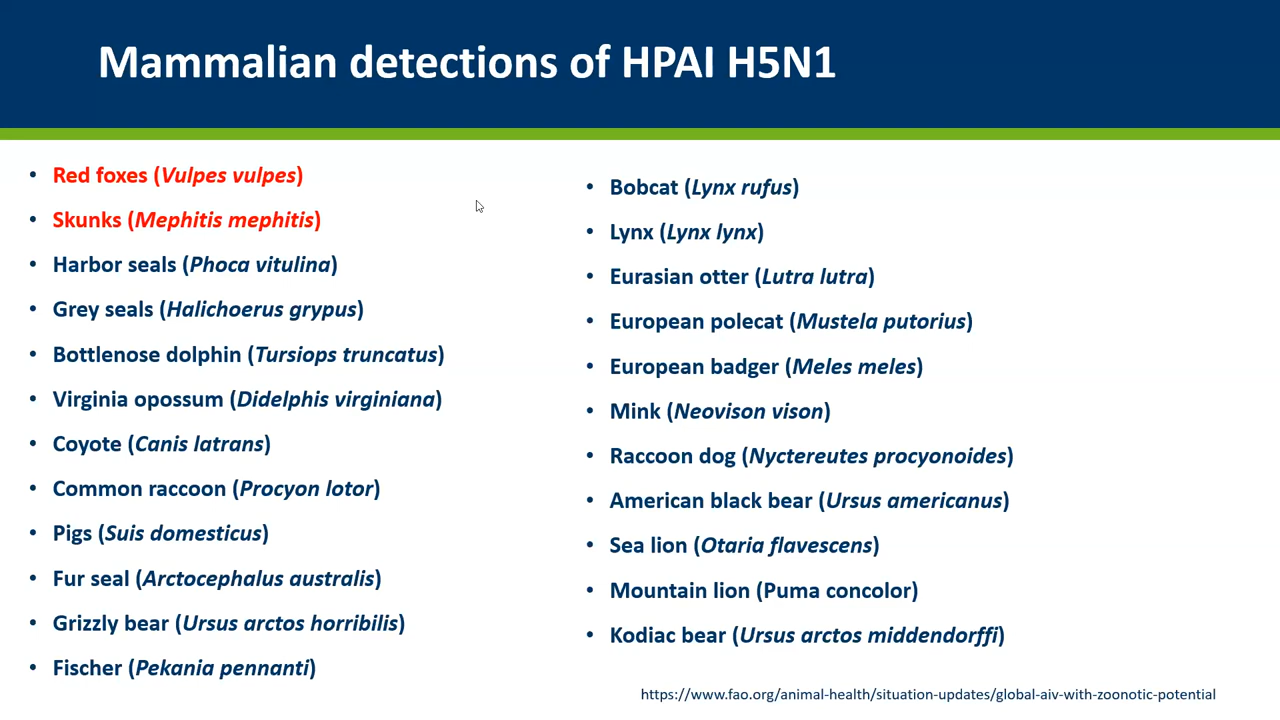 Mammalian detections of HPAI H5N1
• Red foxes (Vulpes vulpes)
• Skunks (Mephitis mephitis)
• Harbor seals (Phoca vitulina)
• Grey seals (Halichoerus grypus)
• Bottlenose dolphin (Tursiops truncatus)
• Virginia opossum (Didelphis virginiana)
• Coyote (Canis latrans)
• Common raccoon (Procyon lotor)
• Pigs (Suis domesticus)
• Fur seal (Arctocephalus australis)
• Grizzly bear (Ursus arctos horribilis)
• Fischer (Pekania pennanti)
• Bobcat (Lynx rufus)
• Lynx (Lynx lynx)
• Eurasian otter (Lutra lutra)
• European polecat (Mustela putorius)
• European badger (Meles meles)
• Mink (Neovison vison)
• Raccoon dog (Nyctereutes procyonoides)
• American black bear (Ursus americanus)
• Sea lion (Otaria flavescens)
• Mountain lion (Puma concolor)
• Kodiac bear (Ursus arctos middendorffi)
https://www.fao.org/animal-health/situation-updates/global-aiv-with-zoonotic-potential